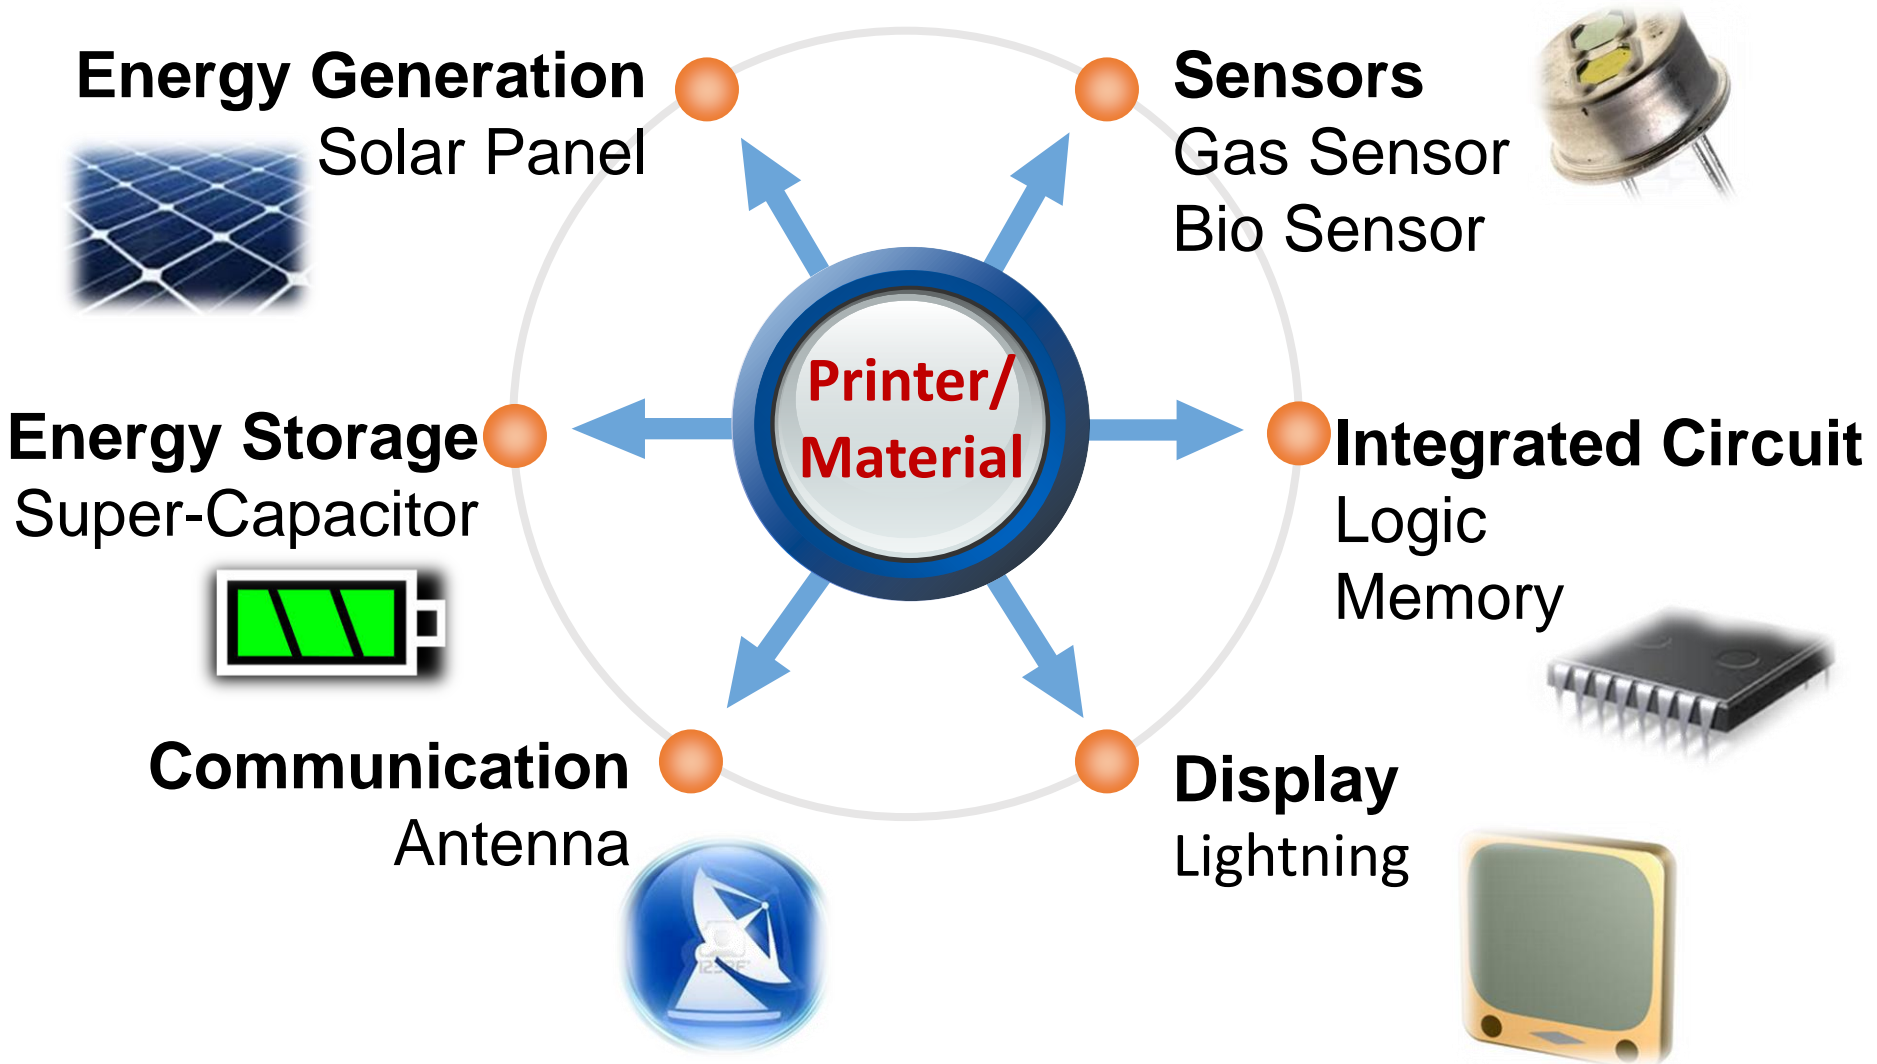 Energy Generation
Solar Panel
Sensors
Gas Sensor
Bio Sensor
Printer/
Material
Energy Storage
Super-Capacitor
Integrated Circuit
Logic
Memory
Communication
Antenna
Display
Lightning